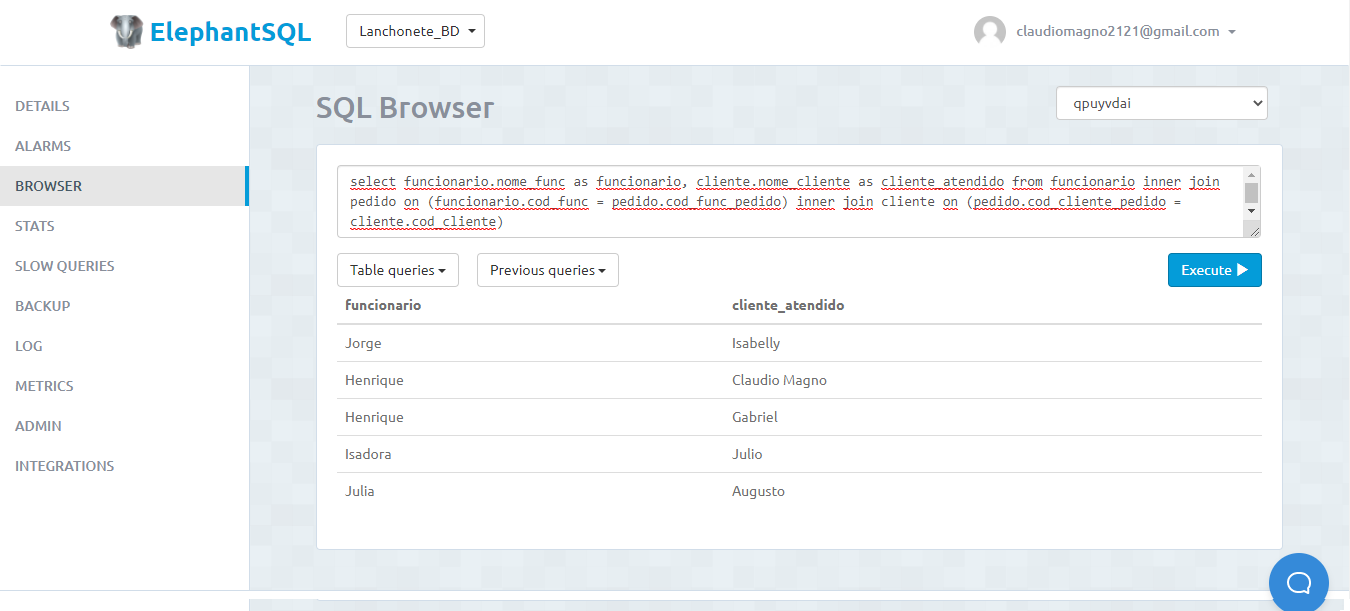 ElephantSQL
Lanchonete_BD
claudiomagno2121@gmail.com
DETAILS
ALARMS
BROWSER
STATS
SLOW QUERIES
BACKUP
LOG
METRICS
ADMIN
INTEGRATIONS
SQL Browser
qpuyvdai
select funcionario.nome_func as funcionario, cliente.nome_cliente as cliente_atendido from funcionario inner join
pedido on (funcionario.cod_func = pedido.cod_func_pedido) inner join cliente on (pedido.cod_cliente_pedido =
cliente.cod_cliente)
Table queries
Previous queries
Execute
funcionario cliente_atendido
Jorge Isabelly
Henrique Claudio Magno
Henrique Gabriel
Isadora Julio
Julia Augusto